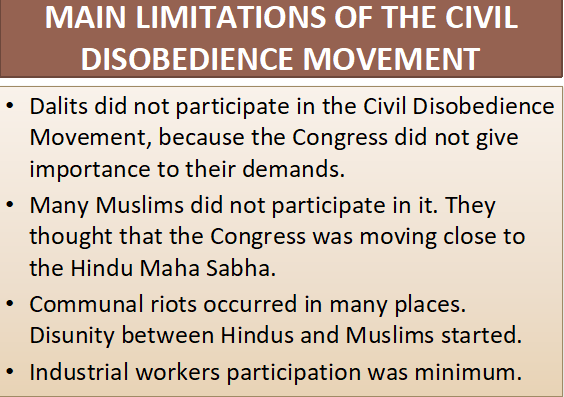 MAIN LIMITATIONS OF THE CIVIL
DISOBEDIENCE MOVEMENT
• Dalits did not participate in the Civil Disobedience
Movement, because the Congress did not give
importance to their demands.
• Many Muslims did not participate in it. They
thought that the Congress was moving close to
the Hindu Maha Sabha.
• Communal riots occurred in many places.
Disunity between Hindus and Muslims started.
• Industrial workers participation was minimum.